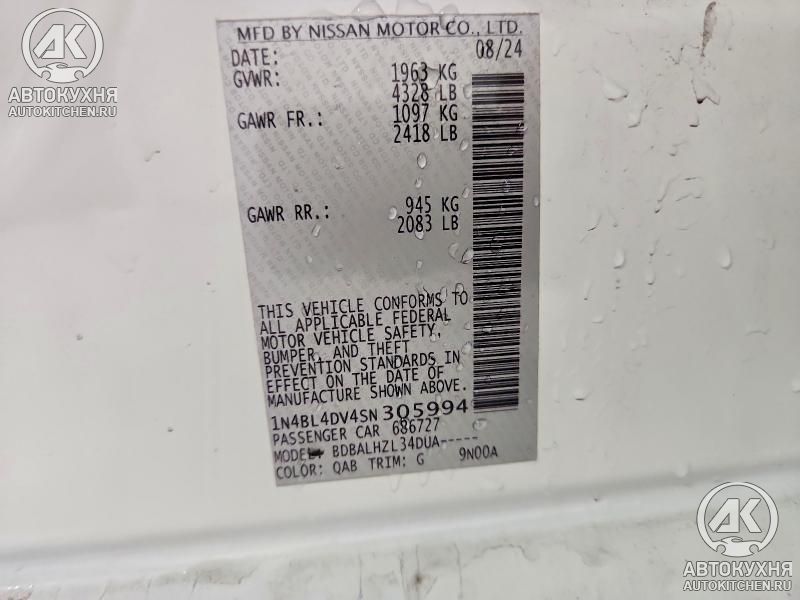 MFD BY NISSAN MOTOR CO., LTD.
DATE: 08/24
GVWR: 1963 KG
4328 LB
GAWR FR.: 1097 KG
2418 LB
GAWR RR.: 945 KG
2083 LB
THIS VEHICLE CONFORMS TO
ALL APPLICABLE FEDERAL
MOTOR VEHICLE SAFETY,
BUMPER, AND THEFT
PREVENTION STANDARDS IN
EFFECT ON THE DATE OF
MANUFACTURE SHOWN ABOVE.
1N4BL4DV4SN305994
PASSENGER CAR 686727
MODEL: BDBALHZL34DUA-----
COLOR: QAB TRIM: G 9N00A
АК
АВТОКУХНЯ
AUTOKITCHEN.RU
АК
АВТОКУХНЯ
AUTOKITCHEN.RU